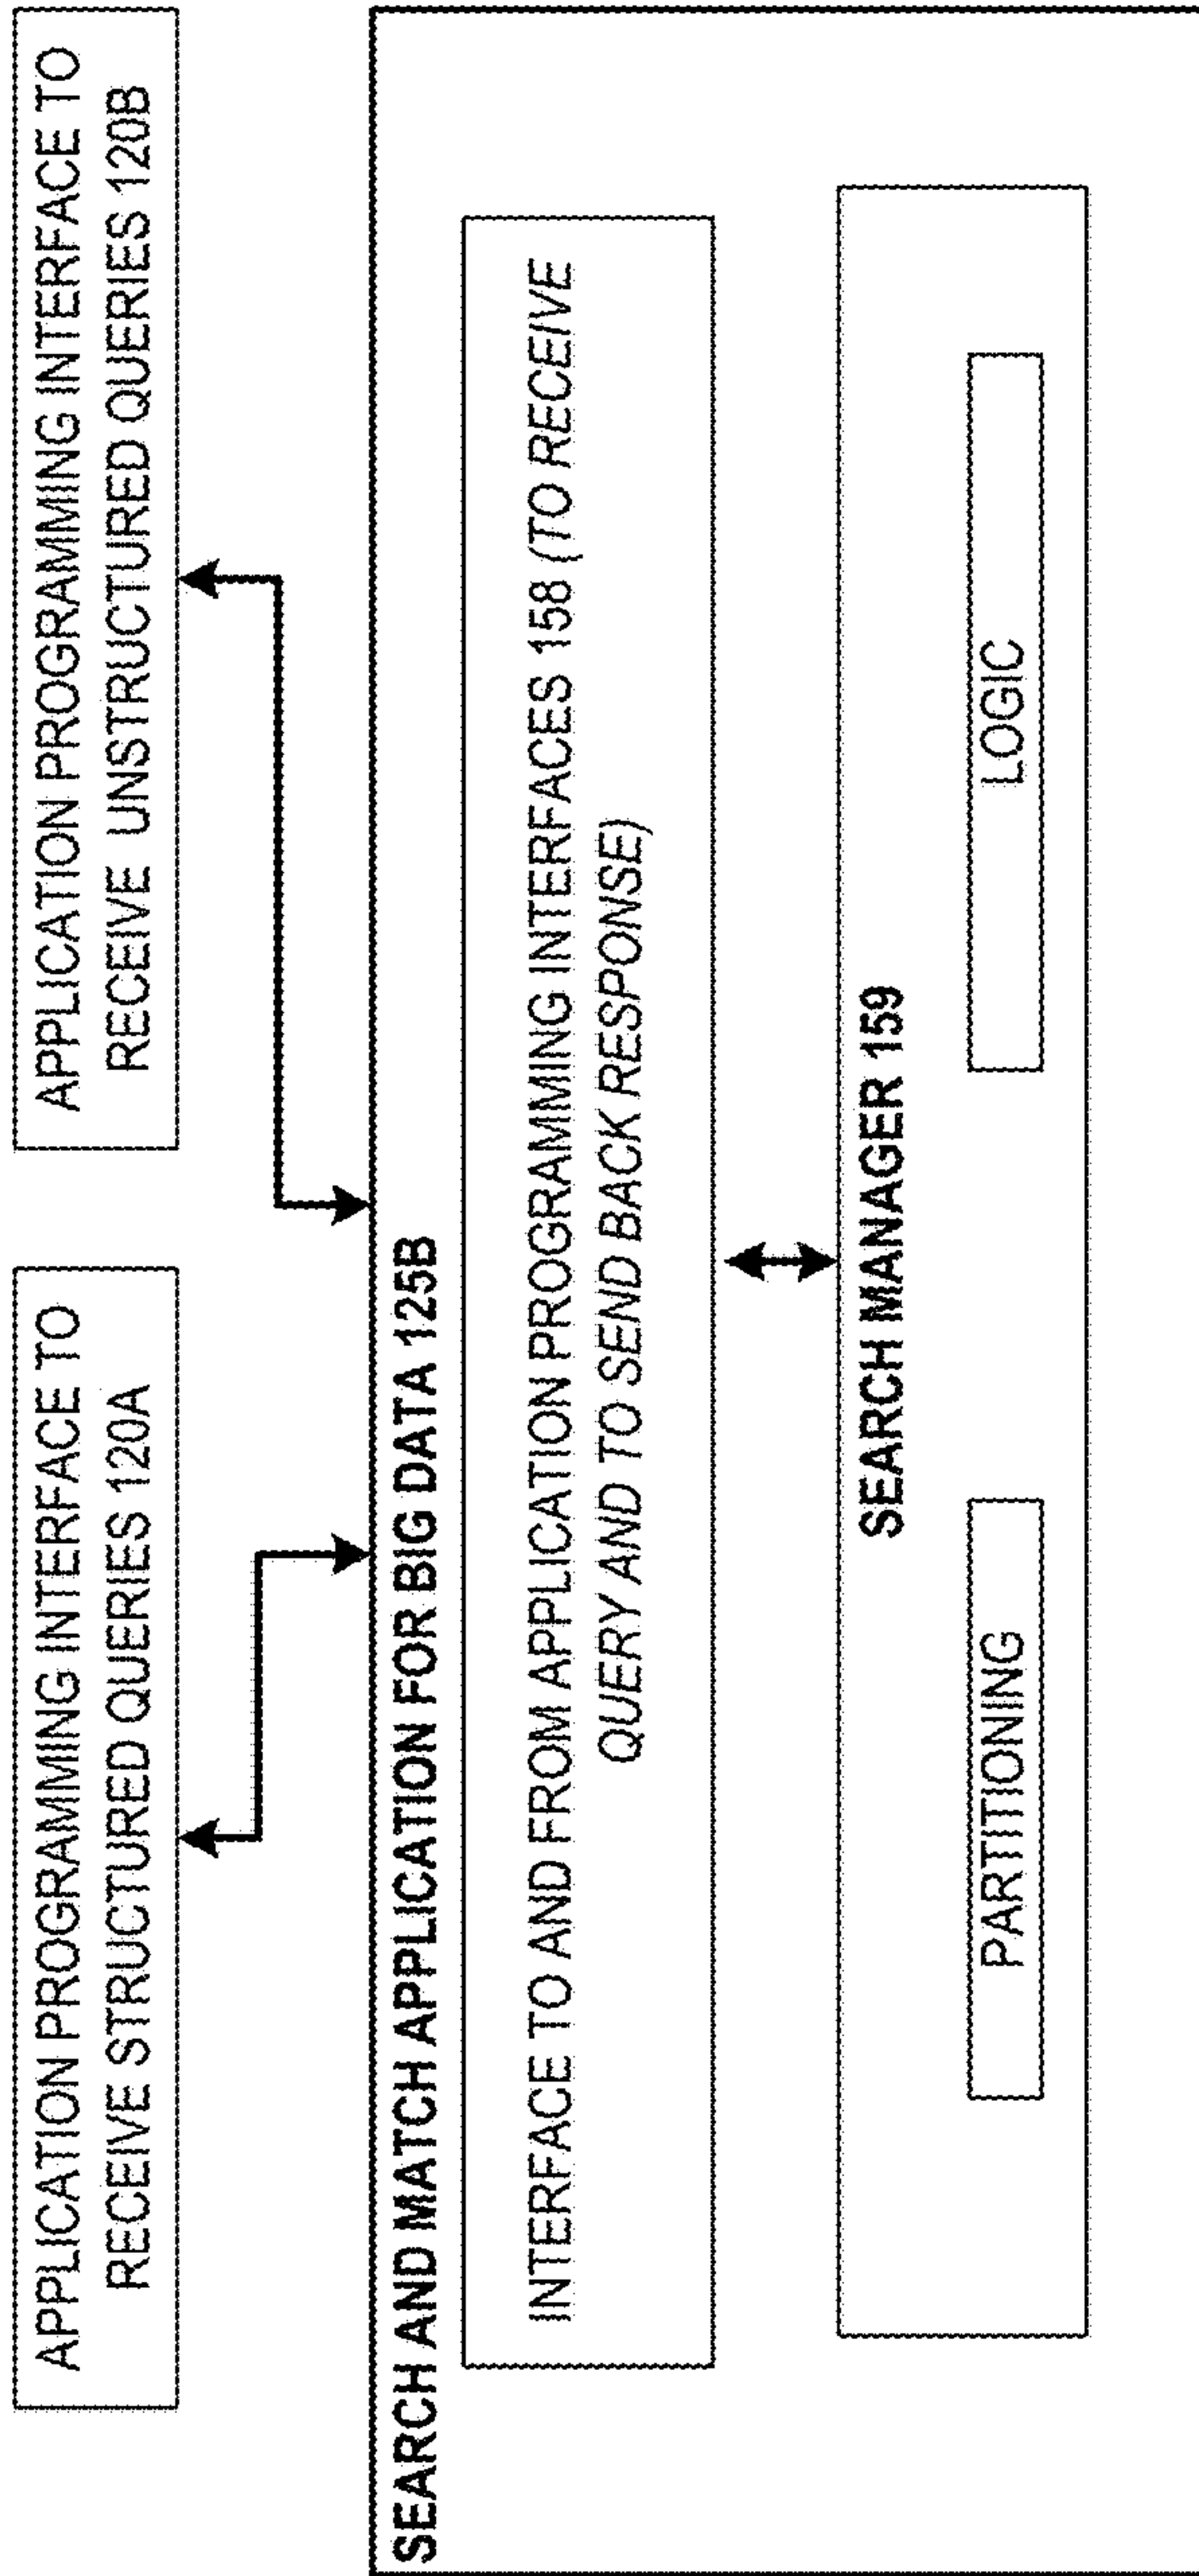 APPLICATION PROGRAMMING INTERFACE TO
RECEIVE STRUCTURED QUERIES 120A
APPLICATION PROGRAMMING INTERFACE TO
RECEIVE UNSTRUCTURED QUERIES 120B
SEARCH AND MATCH APPLICATION FOR BIG DATA 125B
INTERFACE TO AND FROM APPLICATION PROGRAMMING INTERFACES 158 (TO RECEIVE
QUERY AND TO SEND BACK RESPONSE)
SEARCH MANAGER 159
PARTITIONING
LOGIC